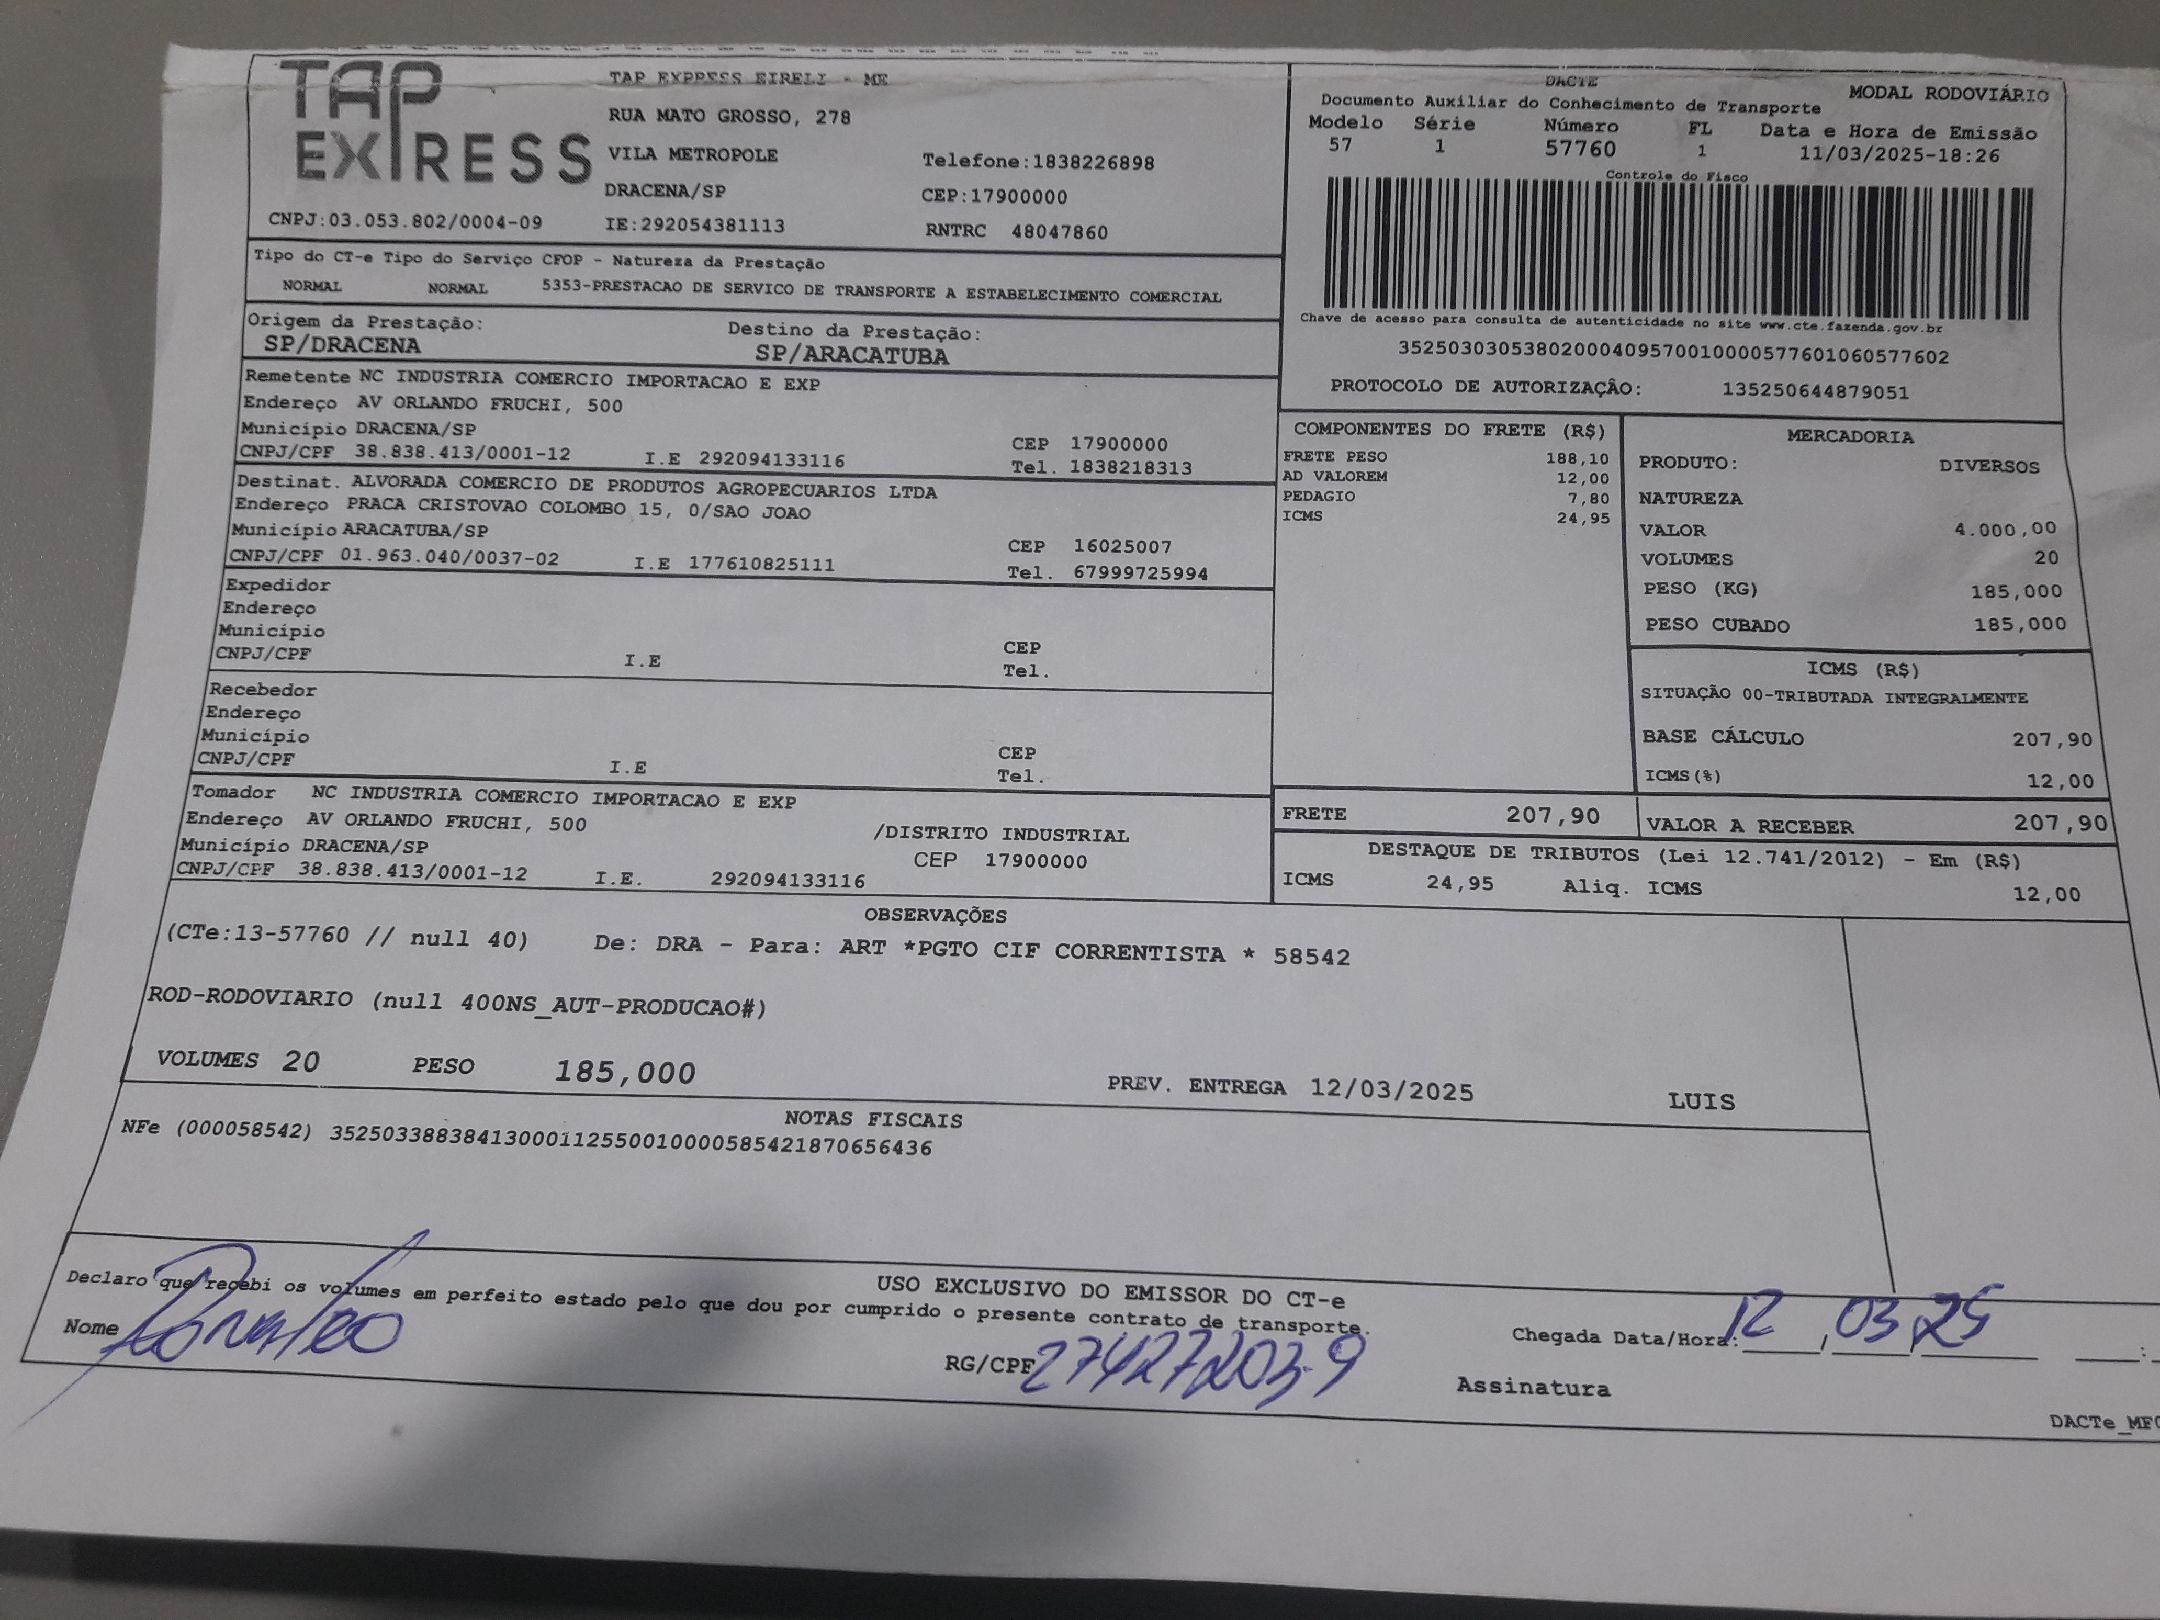 TAP EXPRESS
TAP EXPRESS EIRELI - ME
RUA MATO GROSSO, 278
VILA METROPOLE Telefone:1838226898
DRACENA/SP CEP:17900000
CNPJ:03.053.802/0004-09 IE:292054381113 RNTRC 48047860
DACTE
MODAL RODOVIÁRIO
Documento Auxiliar do Conhecimento de Transporte
Modelo Série Número FL Data e Hora de Emissão
57 1 57760 1 11/03/2025-18:26
Controle do Fisco
Chave de acesso para consulta de autenticidade no site www.cte.fazenda.gov.br
35250303053802000409570010000577601060577602
PROTOCOLO DE AUTORIZAÇÃO: 135250644879051
Tipo do CT-e Tipo do Serviço CFOP - Natureza da Prestação
NORMAL NORMAL 5353-PRESTACAO DE SERVICO DE TRANSPORTE A ESTABELECIMENTO COMERCIAL
Origem da Prestação: Destino da Prestação:
SP/DRACENA SP/ARACATUBA
Remetente NC INDUSTRIA COMERCIO IMPORTACAO E EXP
Endereço AV ORLANDO FRUCHI, 500
Município DRACENA/SP CEP 17900000
CNPJ/CPF 38.838.413/0001-12 I.E 292094133116 Tel. 1838218313
Destinat. ALVORADA COMERCIO DE PRODUTOS AGROPECUARIOS LTDA
Endereço PRACA CRISTOVAO COLOMBO 15, 0/SAO JOAO
Município ARACATUBA/SP CEP 16025007
CNPJ/CPF 01.963.040/0037-02 I.E 177610825111 Tel. 67999725994
Expedidor
Endereço
Município CEP
CNPJ/CPF I.E Tel.
Recebedor
Endereço
Município CEP
CNPJ/CPF I.E Tel.
Tomador NC INDUSTRIA COMERCIO IMPORTACAO E EXP
Endereço AV ORLANDO FRUCHI, 500 /DISTRITO INDUSTRIAL
Município DRACENA/SP CEP 17900000
CNPJ/CPF 38.838.413/0001-12 I.E. 292094133116
COMPONENTES DO FRETE (R$)
FRETE PESO 188,10
AD VALOREM 12,00
PEDAGIO 7,80
ICMS 24,95
MERCADORIA
PRODUTO: DIVERSOS
NATUREZA
VALOR 4.000,00
VOLUMES 20
PESO (KG) 185,000
PESO CUBADO 185,000
ICMS (R$)
SITUAÇÃO 00-TRIBUTADA INTEGRALMENTE
BASE CÁLCULO 207,90
ICMS(%) 12,00
FRETE 207,90 VALOR A RECEBER 207,90
DESTAQUE DE TRIBUTOS (Lei 12.741/2012) - Em (R$)
ICMS 24,95 Aliq. ICMS 12,00
OBSERVAÇÕES
(CTe:13-57760 // null 40) De: DRA - Para: ART *PGTO CIF CORRENTISTA * 58542
ROD-RODOVIARIO (null 400NS_AUT-PRODUCAO#)
VOLUMES 20 PESO 185,000 PREV. ENTREGA 12/03/2025 LUIS
NOTAS FISCAIS
NFe (000058542) 35250338838413000112550010000585421870656436
USO EXCLUSIVO DO EMISSOR DO CT-e
Declaro que recebi os volumes em perfeito estado pelo que dou por cumprido o presente contrato de transporte.
Nome RG/CPF 27427203-9 Chegada Data/Hora: 12 / 03 / 25 :
Assinatura